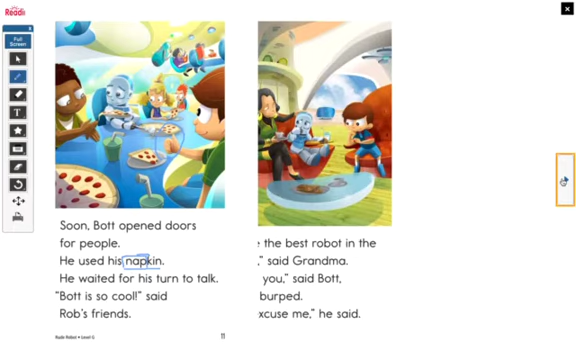 Readi
Full
Screen
T
Soon, Bott opened doors
for people.
He used his napkin.
He waited for his turn to talk.
"Bott is so cool!" said
Rob's friends.
Rude Robot • Level G
11
the best robot in the
," said Grandma.
you," said Bott,
burped.
xcuse me," he said.